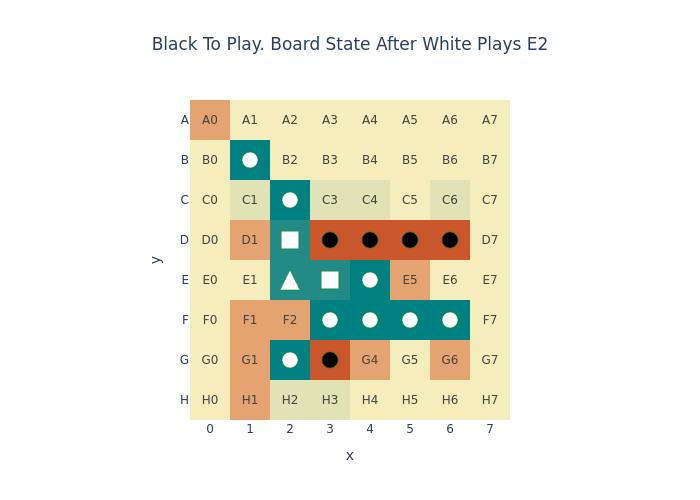 Black To Play. Board State After White Plays E2
A A0 A1 A2 A3 A4 A5 A6 A7
B B0 B2 B3 B4 B5 B6 B7
C C0 C1 C3 C4 C5 C6 C7
D D0 D1 D7
y
E E0 E1 E5 E6 E7
F F0 F1 F2 F7
G G0 G1 G4 G5 G6 G7
H H0 H1 H2 H3 H4 H5 H6 H7
0 1 2 3 4 5 6 7
x